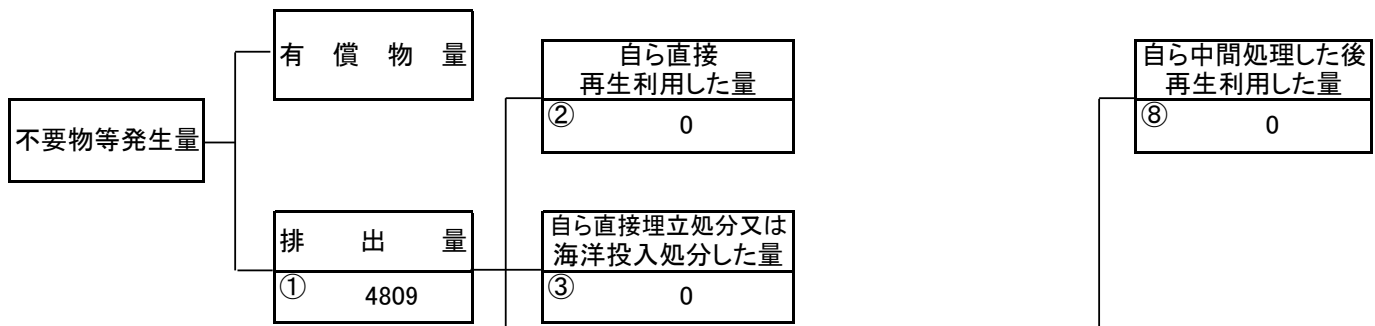 有償物量
自ら直接
再生利用した量
② 0
自ら中間処理した後
再生利用した量
⑧ 0
不要物等発生量
排出量
① 4809
自ら直接埋立処分又は
海洋投入処分した量
③ 0